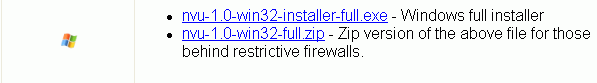 nvu-1.0-win32-installer-full.exe - Windows full installer
nvu-1.0-win32-full.zip - Zip version of the above file for those
behind restrictive firewalls.